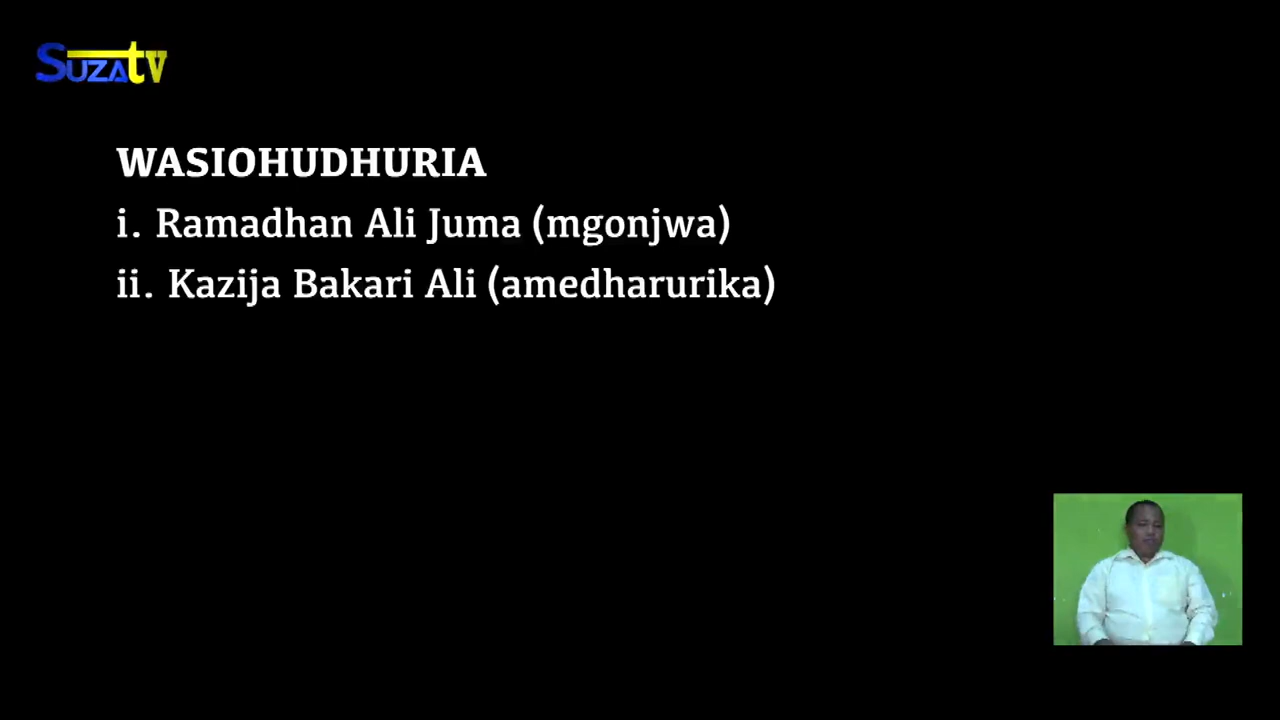 SUZATV
WASIOHUDHURIA
i. Ramadhan Ali Juma (mgonjwa)
ii. Kazija Bakari Ali (amedharurika)